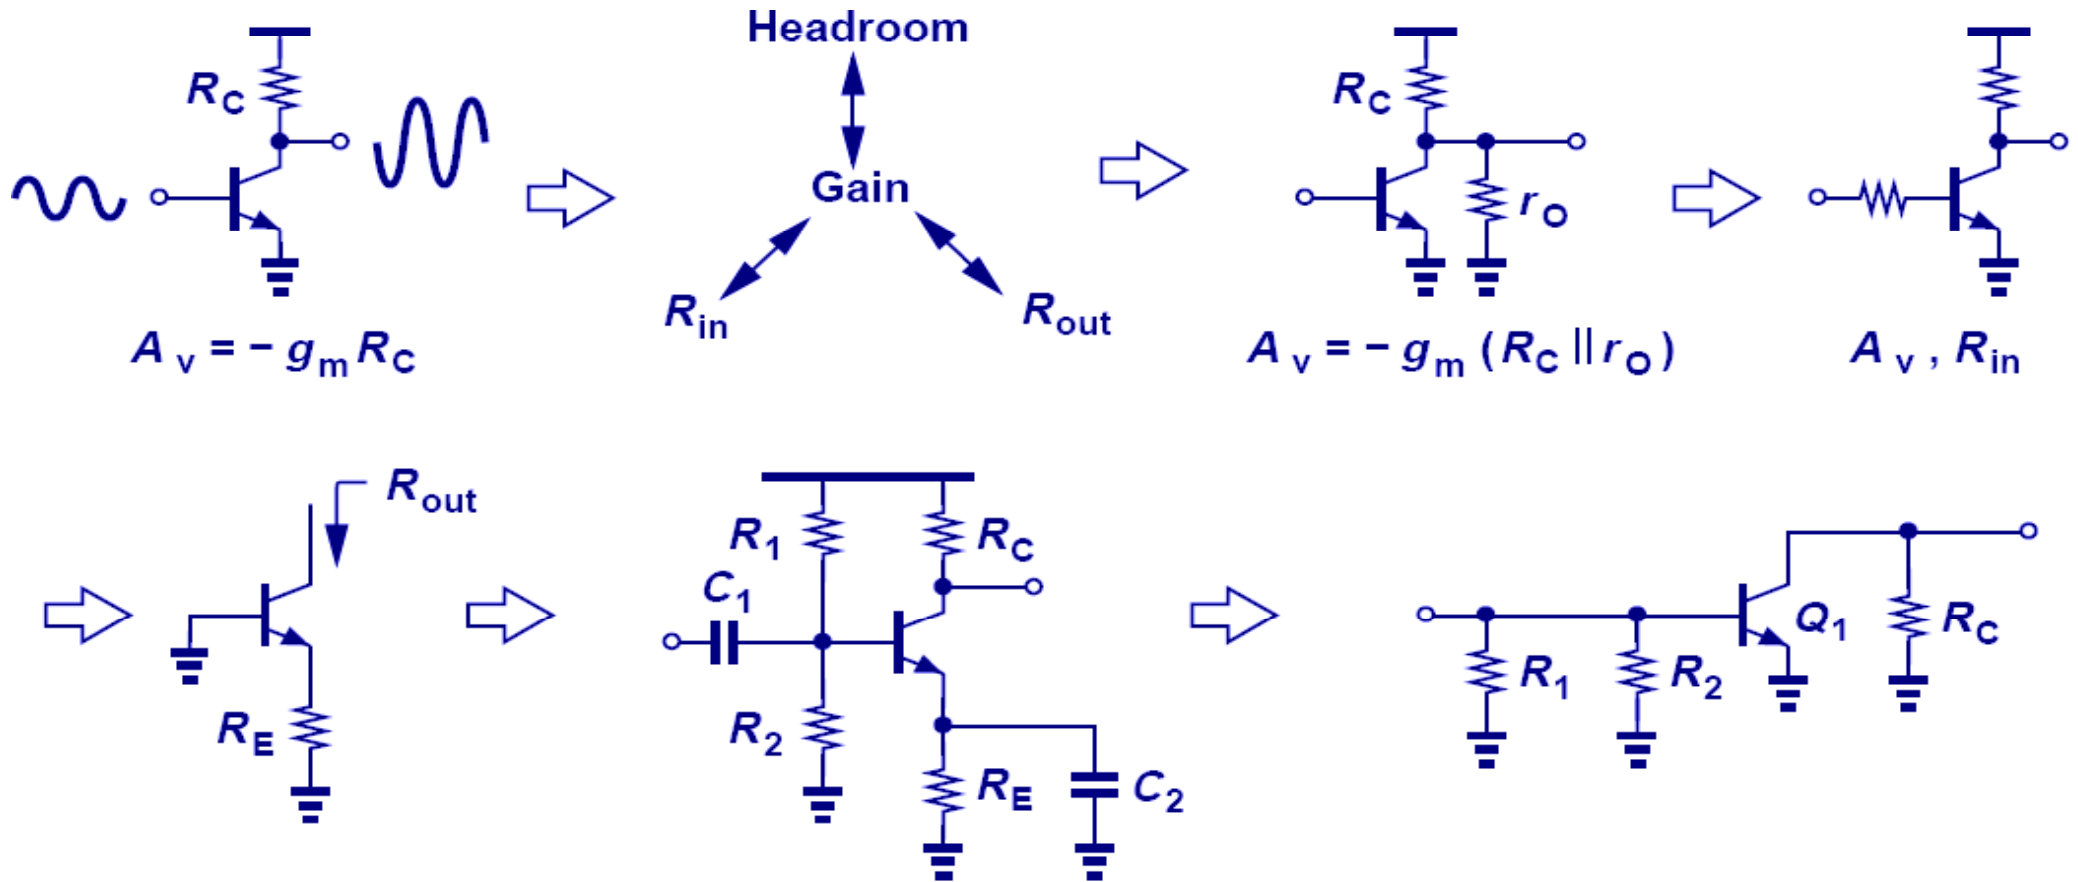 Headroom
R_C
R_C
Gain
r_O
R_in
R_out
A_v = − g_m R_C
A_v = − g_m ( R_C || r_O )
A_v , R_in
R_out
R_1
R_C
C_1
Q_1
R_C
R_1
R_2
R_E
R_2
R_E
C_2